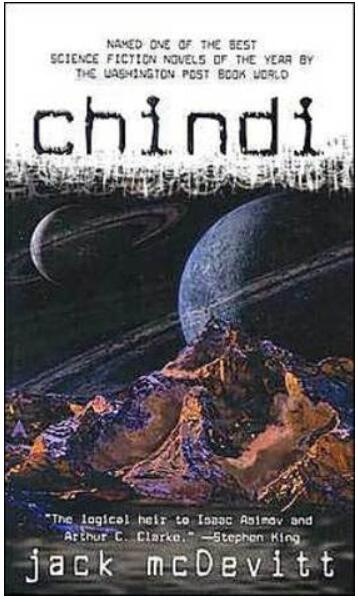 NAMED ONE OF THE BEST
SCIENCE FICTION NOVELS OF THE YEAR BY
THE WASHINGTON POST BOOK WORLD
chindi
"The logical heir to Isaac Asimov and
Arthur C. Clarke." —Stephen King
jack mcDevitt